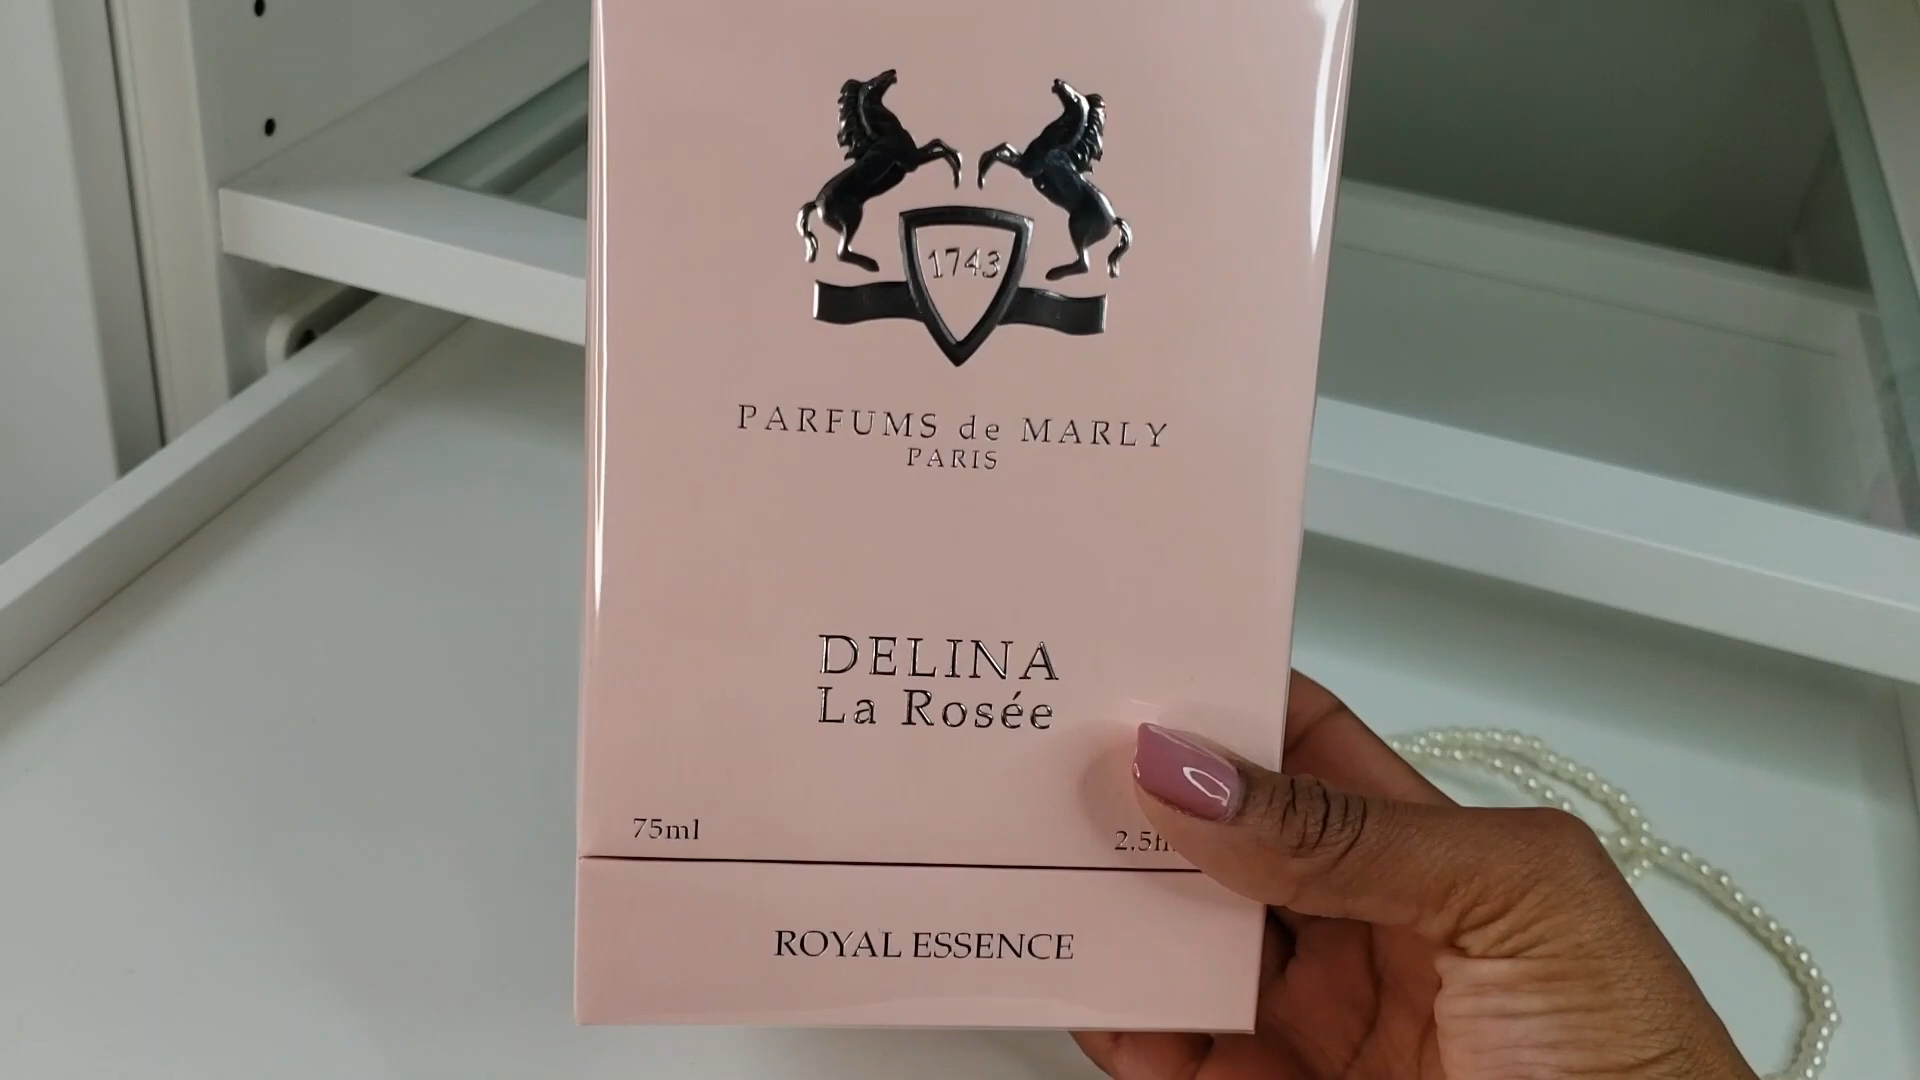 1743
PARFUMS de MARLY
PARIS
DELINA
La Rosée
75ml
ROYAL ESSENCE